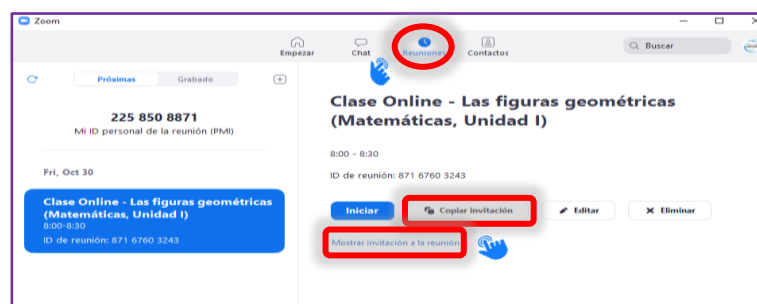 Zoom
Empezar
Chat
Reuniones
Contactos
Buscar
Próximas
Grabado
225 850 8871
Mi ID personal de la reunión (PMI)
Fri, Oct 30
Clase Online - Las figuras geométricas
(Matemáticas, Unidad I)
8:00-8:30
ID de reunión: 871 6760 3243
Clase Online - Las figuras geométricas
(Matemáticas, Unidad I)
8:00 - 8:30
ID de reunión: 871 6760 3243
Iniciar
Copiar invitación
Editar
Eliminar
Mostrar invitación a la reunión